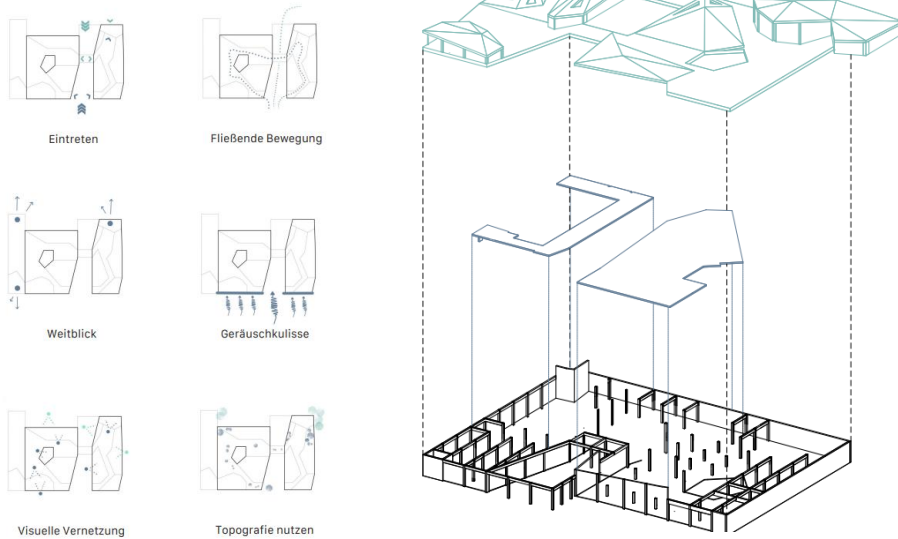 Eintreten
Fließende Bewegung
Weitblick
Geräuschkulisse
Visuelle Vernetzung
Topografie nutzen